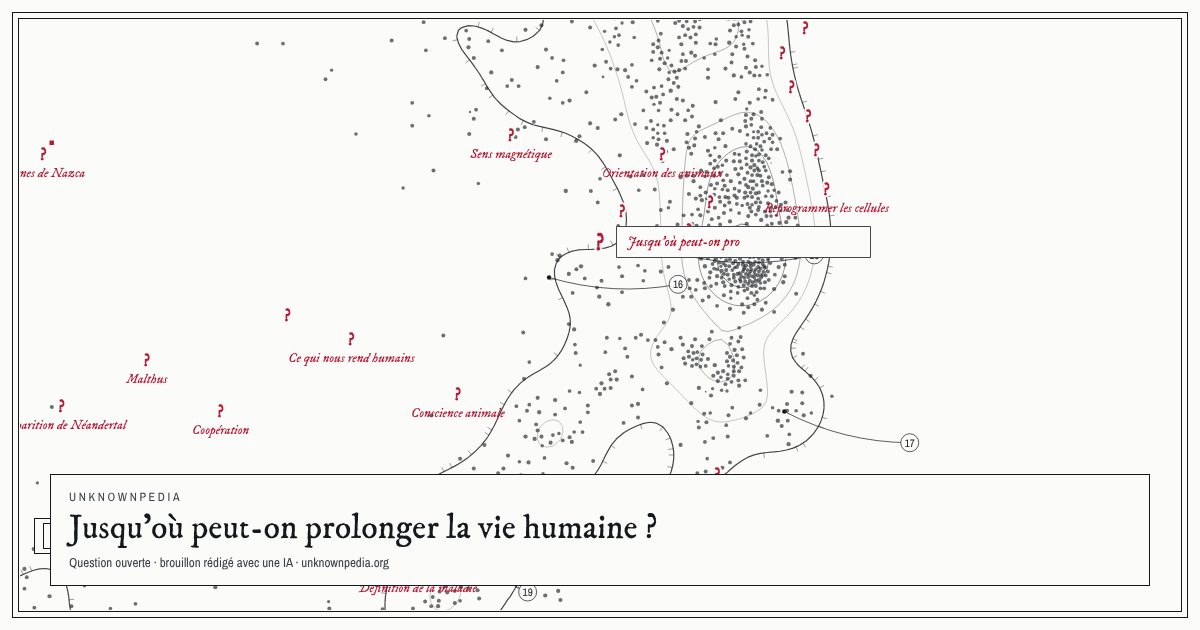 ?
?
?
?
?
Sens magnétique
?
?
nes de Nazca
?
Orientation des animaux
?
?
Reprogrammer les cellules
?
?
?
Jusqu'où peut-on pro
16
?
?
Ce qui nous rend humains
?
Malthus
?
Conscience animale
?
arition de Néandertal
?
Coopération
17
?
UNKNOWNPEDIA
Jusqu'où peut-on prolonger la vie humaine ?
Question ouverte · brouillon rédigé avec une IA · unknownpedia.org
Définition de la maladie
19